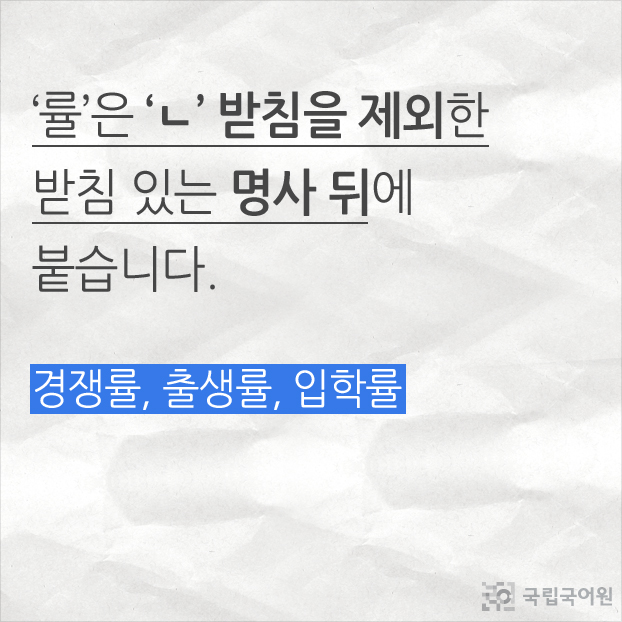 ‘률’은 ‘ㄴ’ 받침을 제외한
받침 있는 명사 뒤에
붙습니다.
경쟁률, 출생률, 입학률
국립국어원